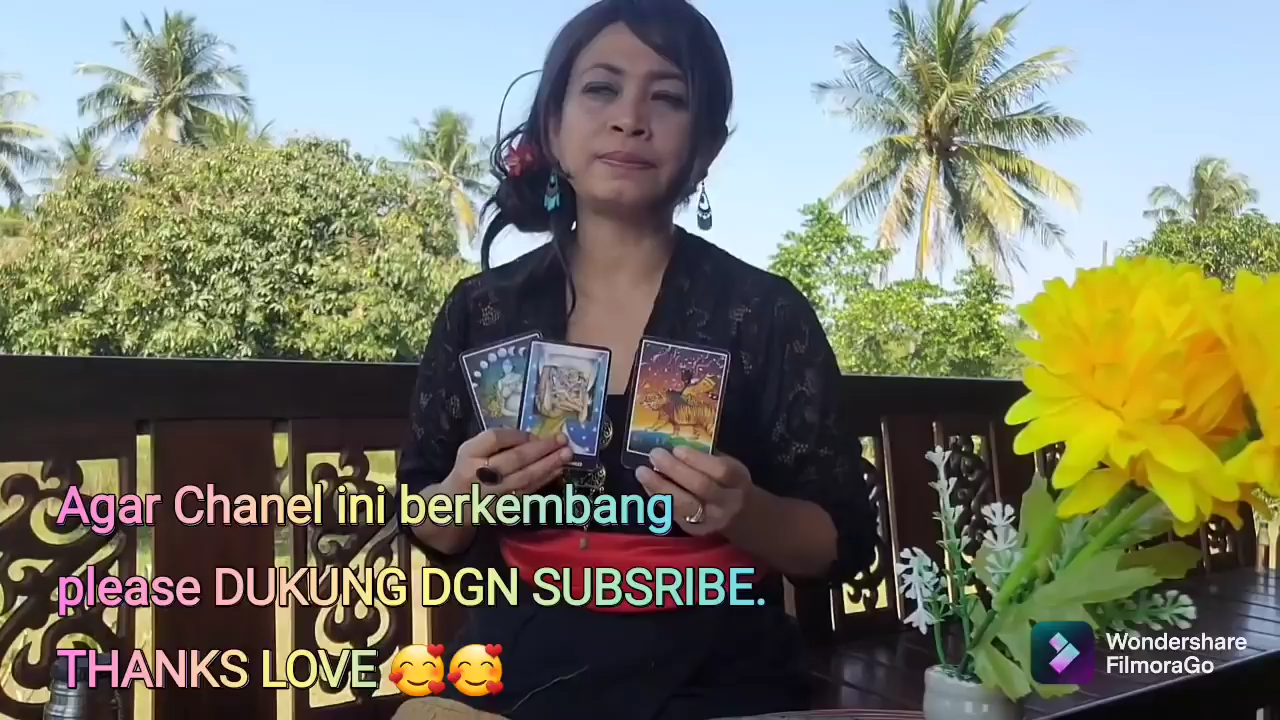 Agar Chanel ini berkembang
please DUKUNG DGN SUBSRIBE.
THANKS LOVE 🥰🥰
Wondershare
FilmoraGo